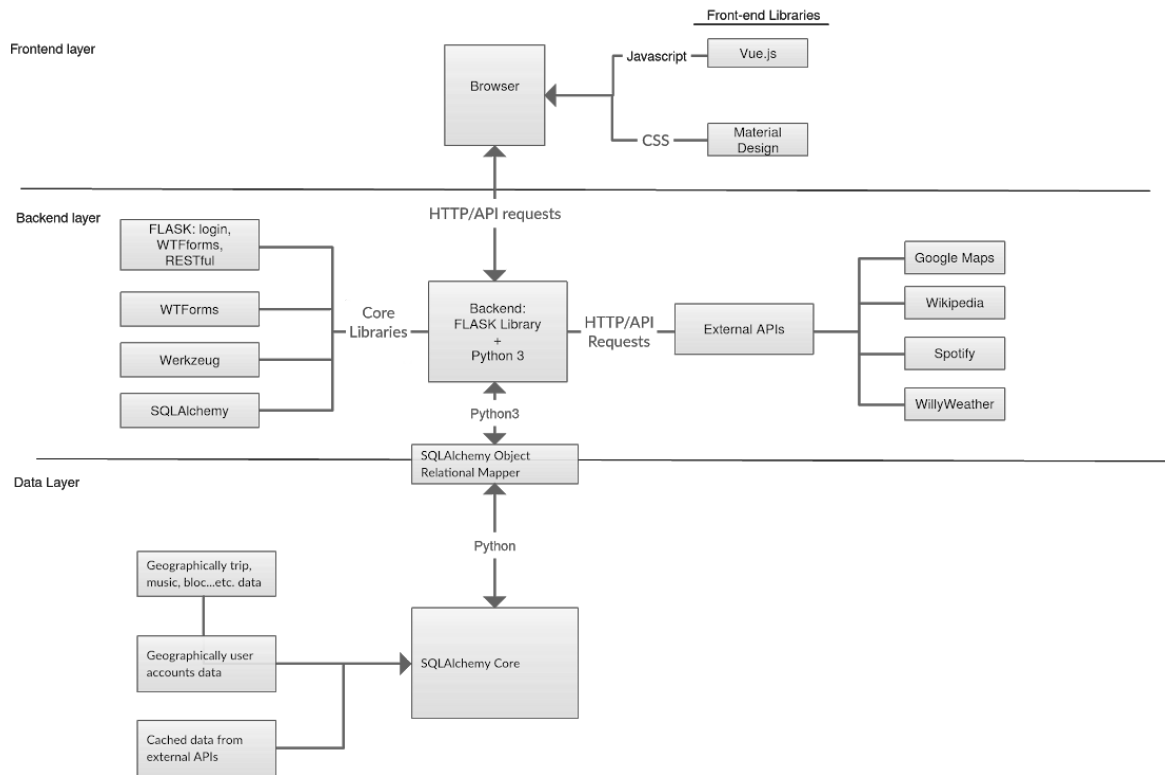 Front-end Libraries
Frontend layer
Javascript
Vue.js
Browser
CSS
Material
Design
HTTP/API requests
Backend layer
FLASK: login,
WTFforms,
RESTful
WTForms
Werkzeug
SQLAlchemy
Core
Libraries
Backend:
FLASK Library
+
Python 3
HTTP/API
Requests
External APIs
Google Maps
Wikipedia
Spotify
WillyWeather
Python3
SQLAlchemy Object
Relational Mapper
Data Layer
Python
Geographically trip,
music, bloc...etc. data
Geographically user
accounts data
SQLAlchemy Core
Cached data from
external APIs